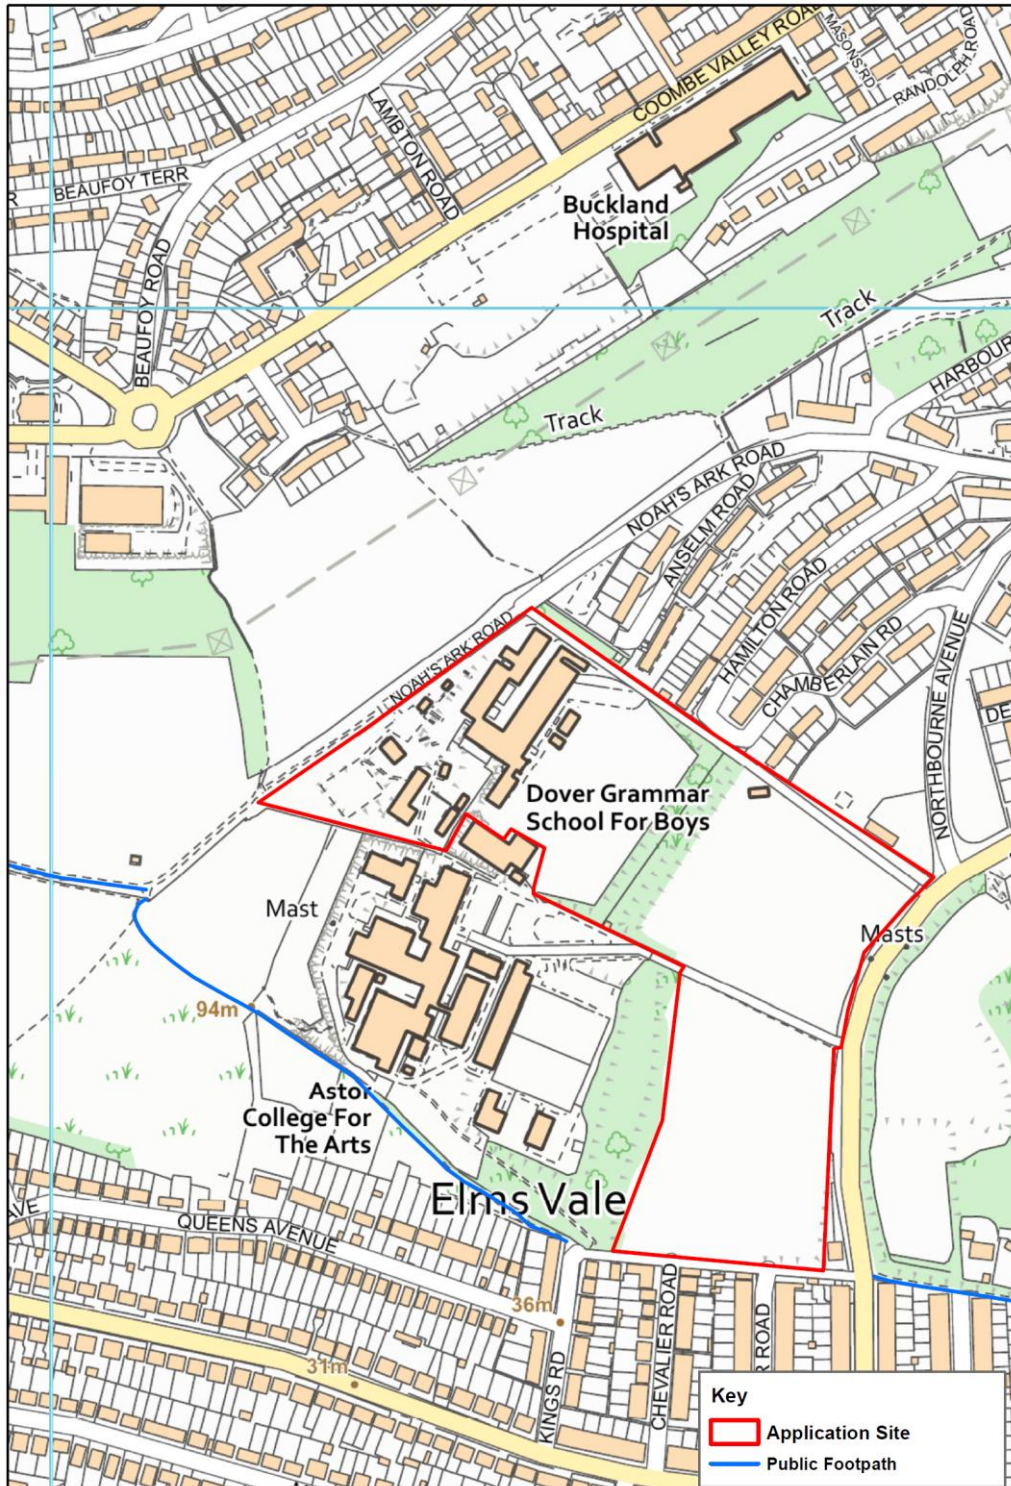 COOMBE VALLEY ROAD
MASONS RD
RANDOLPH ROAD
LAMBTON ROAD
BEAUFOY TERR
Buckland
Hospital
BEAUFOY ROAD
Track
Track
HARBOUR
NOAH'S ARK ROAD
ANSELM ROAD
HAMILTON ROAD
CHAMBERLAIN RD
NORTHBOURNE AVENUE
DE
NOAH'S ARK ROAD
Dover Grammar
School For Boys
Mast
Masts
94m
Astor
College For
The Arts
Elms Vale
AVE
QUEENS AVENUE
36m
31m
KINGS RD
CHEVALIER ROAD
R ROAD
Key
Application Site
Public Footpath